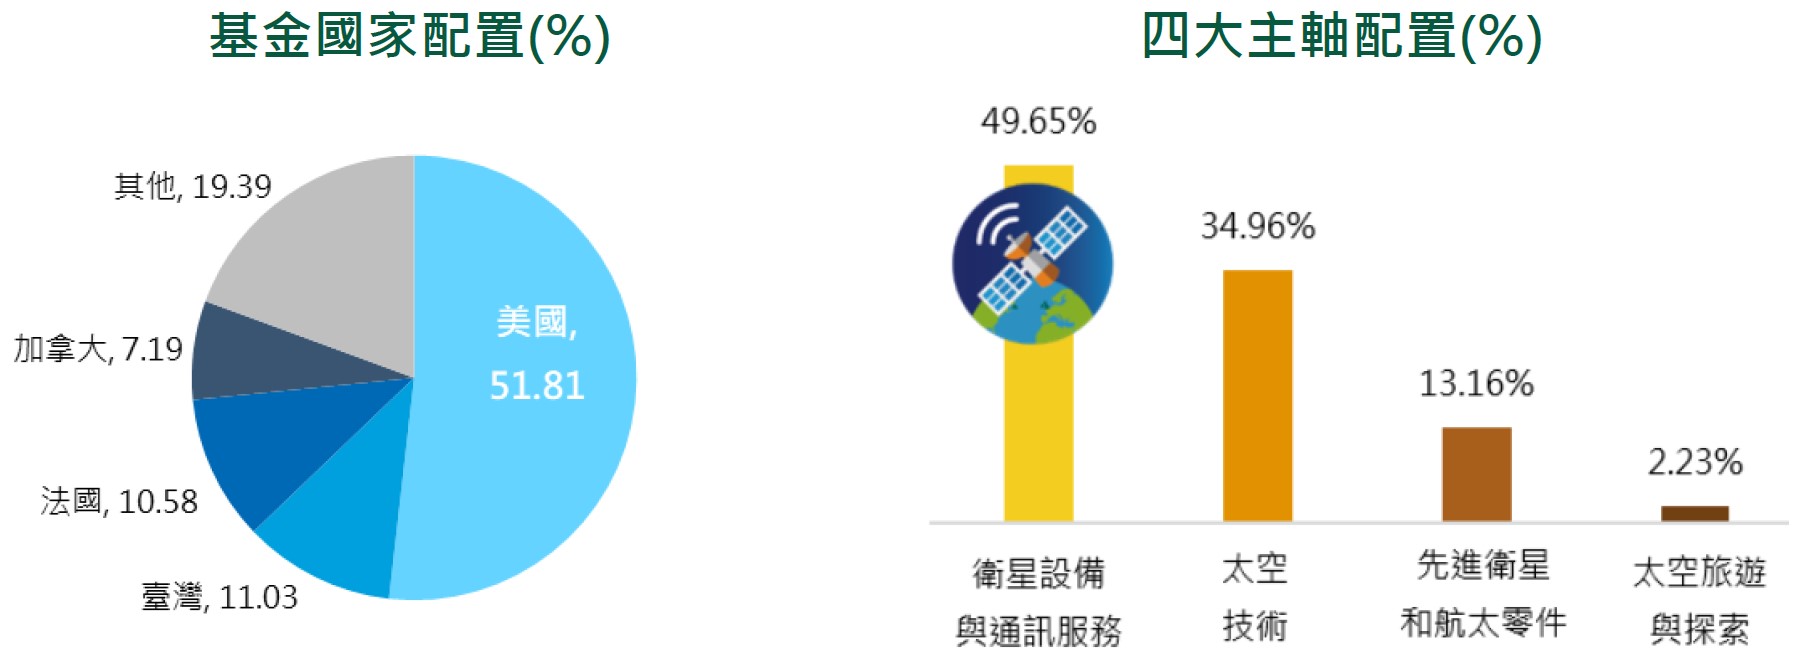 基金國家配置(%)
其他, 19.39
美國,
51.81
加拿大, 7.19
法國, 10.58
臺灣, 11.03
四大主軸配置(%)
49.65%
34.96%
13.16%
2.23%
衛星設備
與通訊服務
太空
技術
先進衛星
和航太零件
太空旅遊
與探索